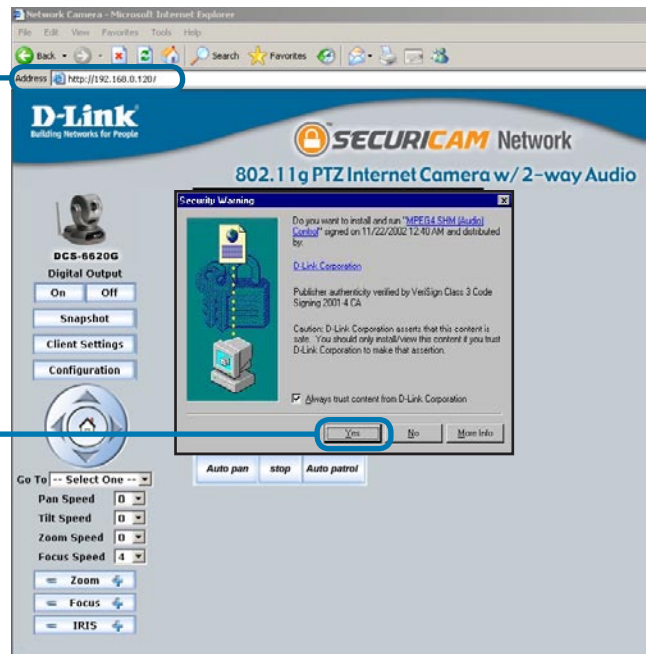 Network Camera - Microsoft Internet Explorer
File Edit View Favorites Tools Help
Back Search Favorites
Address http://192.168.0.120/
D-Link
Building Networks for People
SECURICAM Network
802.11g PTZ Internet Camera w/ 2-way Audio
DCS-6620G
Digital Output
On Off
Snapshot
Client Settings
Configuration
Security Warning
Do you want to install and run "MPEG4 SHM (Audio)
Control" signed on 11/22/2002 12:40 AM and distributed
by:
D-Link Corporation
Publisher authenticity verified by VeriSign Class 3 Code
Signing 2001-4 CA
Caution: D-Link Corporation asserts that this content is
safe. You should only install/view this content if you trust
D-Link Corporation to make that assertion.
Always trust content from D-Link Corporation
Yes No More Info
Auto pan stop Auto patrol
Go To -- Select One --
Pan Speed 0
Tilt Speed 0
Zoom Speed 0
Focus Speed 4
Zoom
Focus
IRIS